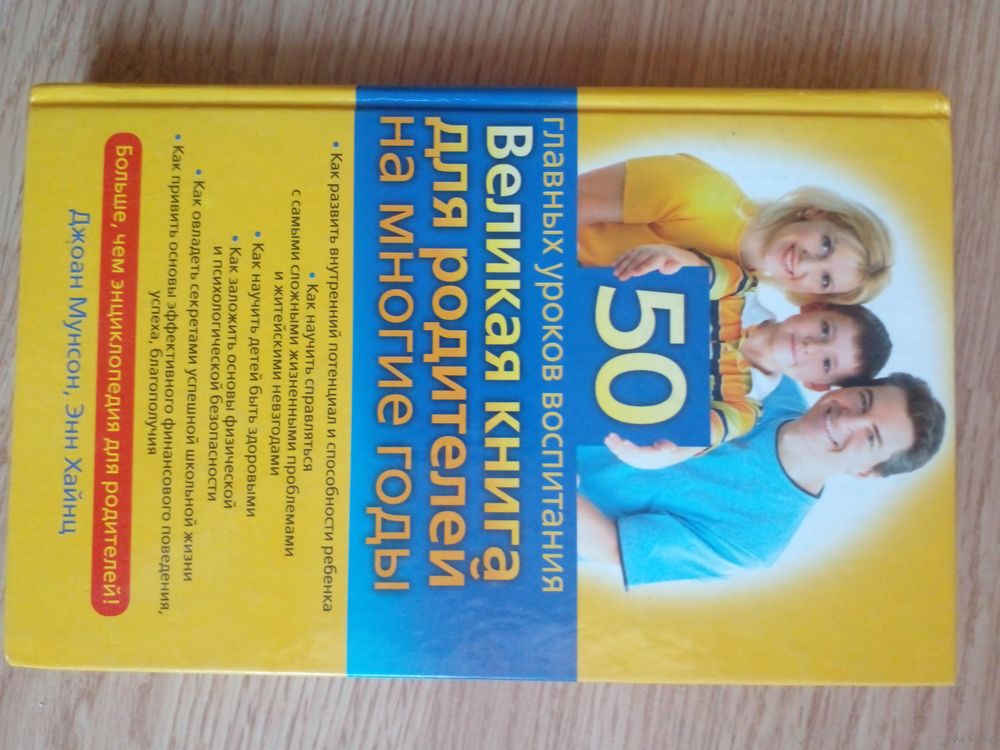 50
главных уроков воспитания
Великая книга
для родителей
на многие годы
• Как развить внутренний потенциал и способности ребенка
• Как научить справляться
с самыми сложными жизненными проблемами
и житейскими невзгодами
• Как научить детей быть здоровыми
• Как заложить основы физической
и психологической безопасности
• Как овладеть секретами успешной школьной жизни
• Как привить основы эффективного финансового поведения,
успеха, благополучия
Больше, чем энциклопедия для родителей!
Джоан Мунсон, Энн Хайнц